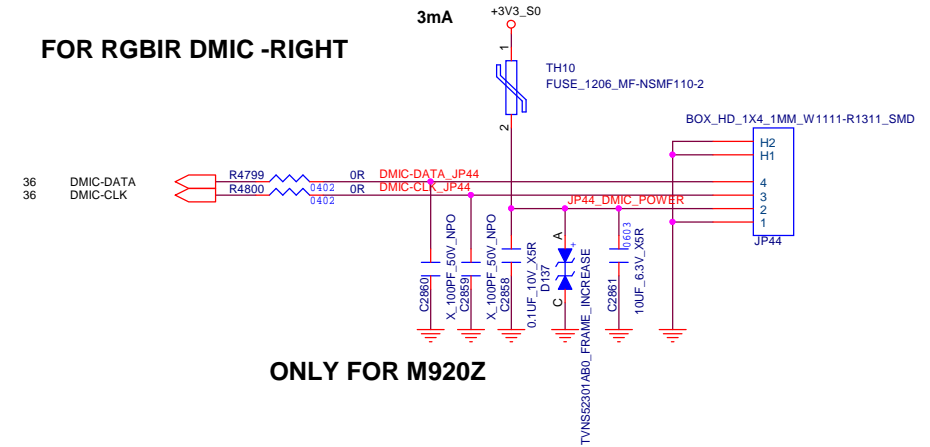 3mA
+3V3_S0
FOR RGBIR DMIC -RIGHT
1
TH10
FUSE_1206_MF-NSMF110-2
2
BOX_HD_1X4_1MM_W1111-R1311_SMD
H2
H1
36 DMIC-DATA R4799 0402 0R DMIC-DATA_JP44 4
36 DMIC-CLK R4800 0402 0R DMIC-CLK_JP44 3
JP44_DMIC_POWER 2
1
JP44
C2860
X_100PF_50V_NPO
C2859
X_100PF_50V_NPO
C2858
0.1UF_10V_X5R
D137
A
+
C
TVNS52301AB0_FRAME_INCREASE
C2861
0603
10UF_6.3V_X5R
ONLY FOR M920Z